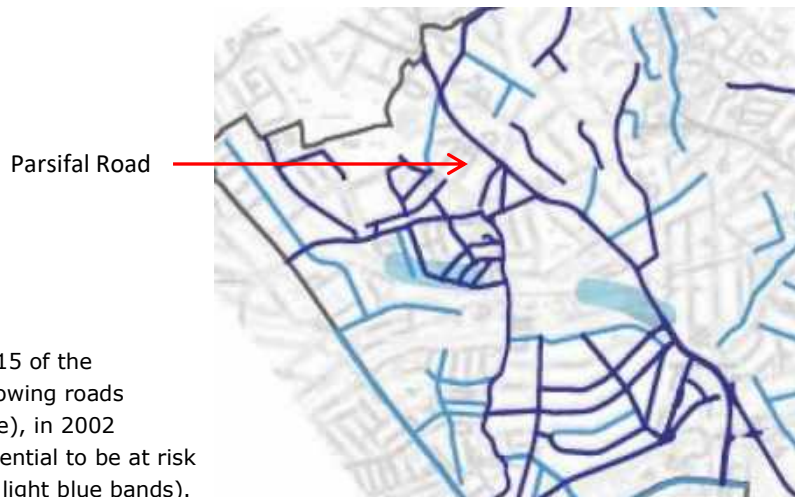 Parsifal Road
15 of the
owing roads
e), in 2002
ential to be at risk
light blue bands).